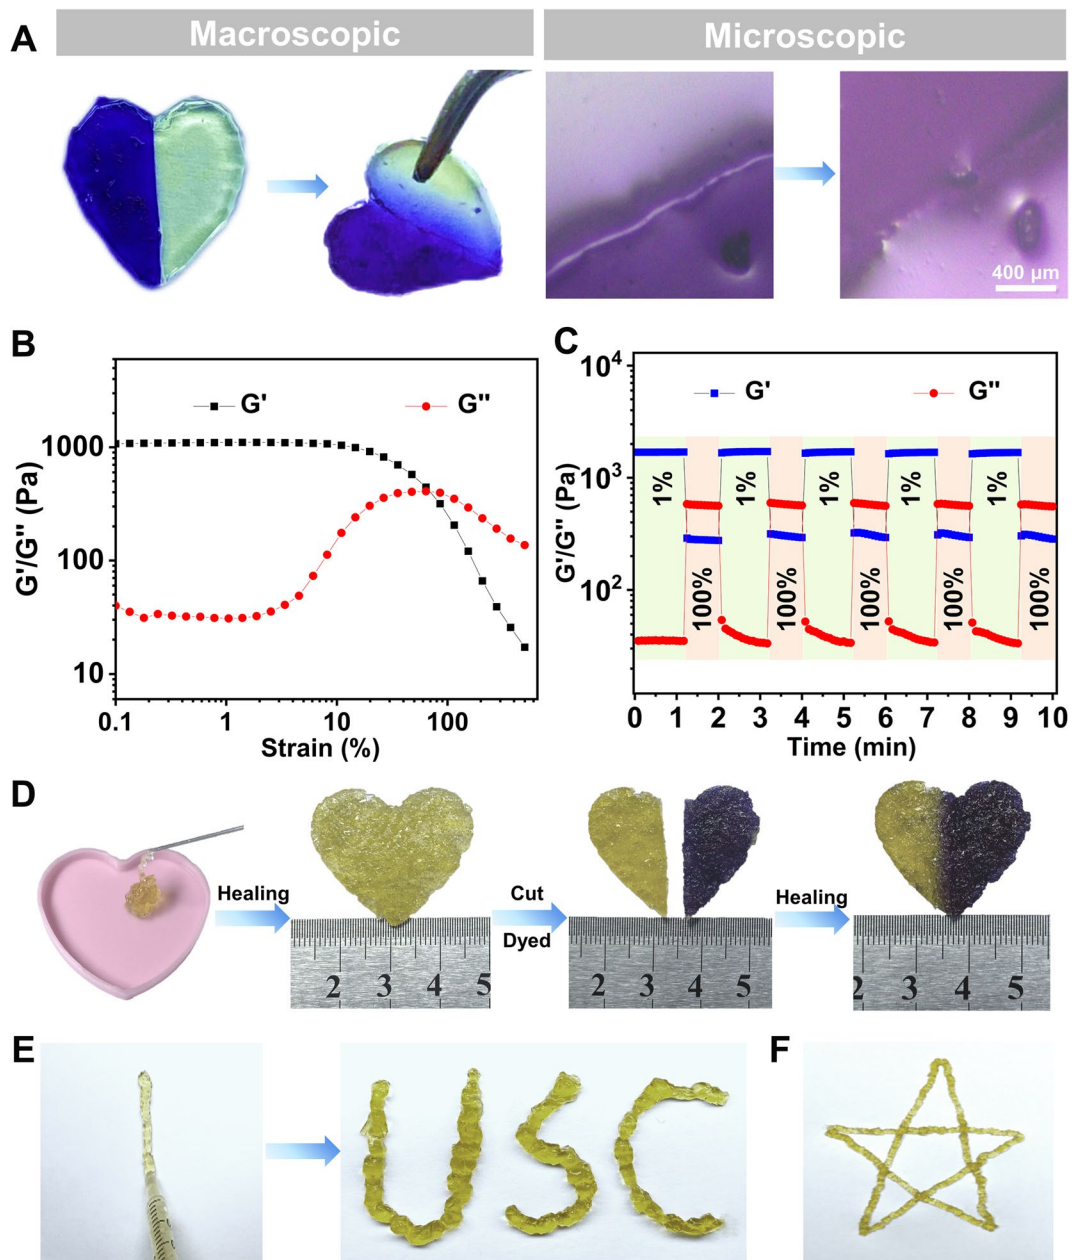 A
Macroscopic
Microscopic
400 μm
B
G'
G''
1000
100
10
G'/G'' (Pa)
0.1
1
10
100
Strain (%)
C
G'
G''
10⁴
10³
10²
G'/G'' (Pa)
1%
1%
1%
1%
1%
100%
100%
100%
100%
100%
0 1 2 3 4 5 6 7 8 9 10
Time (min)
D
Healing
Cut
Dyed
Healing
2 3 4 5
2 3 4 5
2 3 4 5
E
USC
F